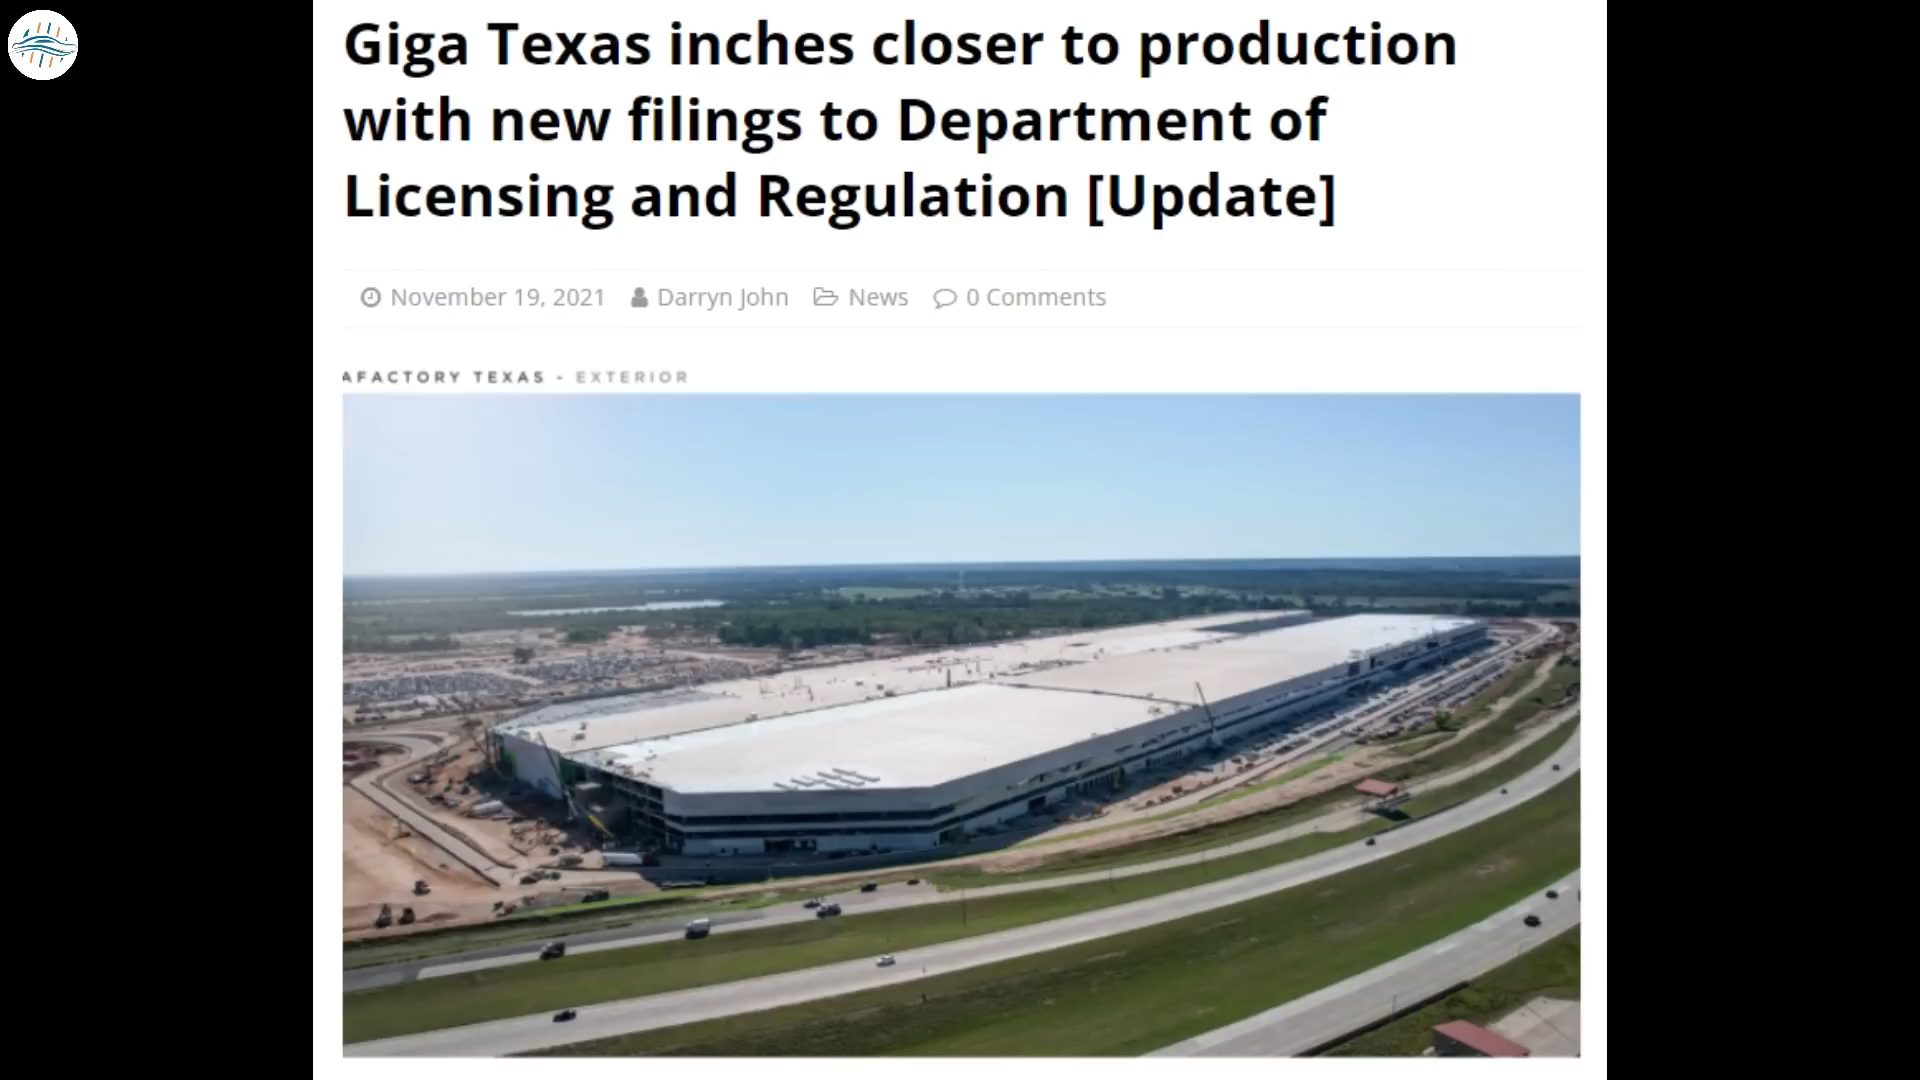 Giga Texas inches closer to production
with new filings to Department of
Licensing and Regulation [Update]
November 19, 2021 Darryn John News 0 Comments
AFACTORY TEXAS - EXTERIOR